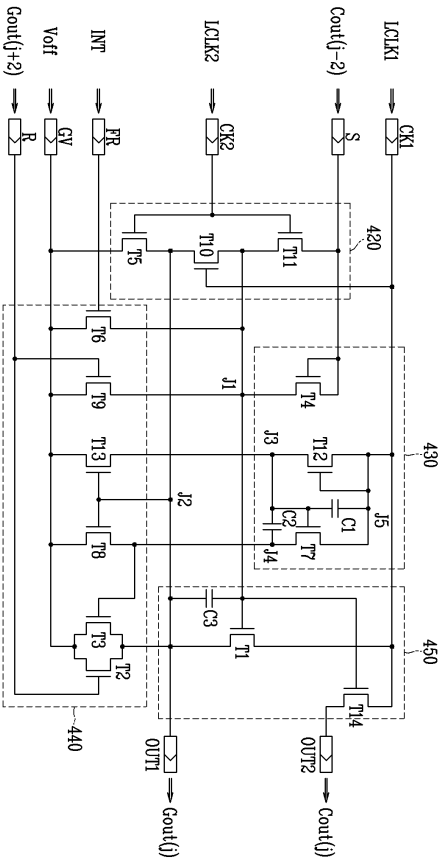 LCLK1
CK1
Cout(j-2)
S
LCLK2
CK2
INT
FR
Voff
GV
Gout(j+2)
R
420
T11
T10
T5
430
T4
T12
T7
C1
C2
J1
J2
J3
J4
J5
T6
T9
T13
T8
T3
T2
440
450
T1
T14
C3
OUT2
Cout(j)
OUT1
Gout(j)